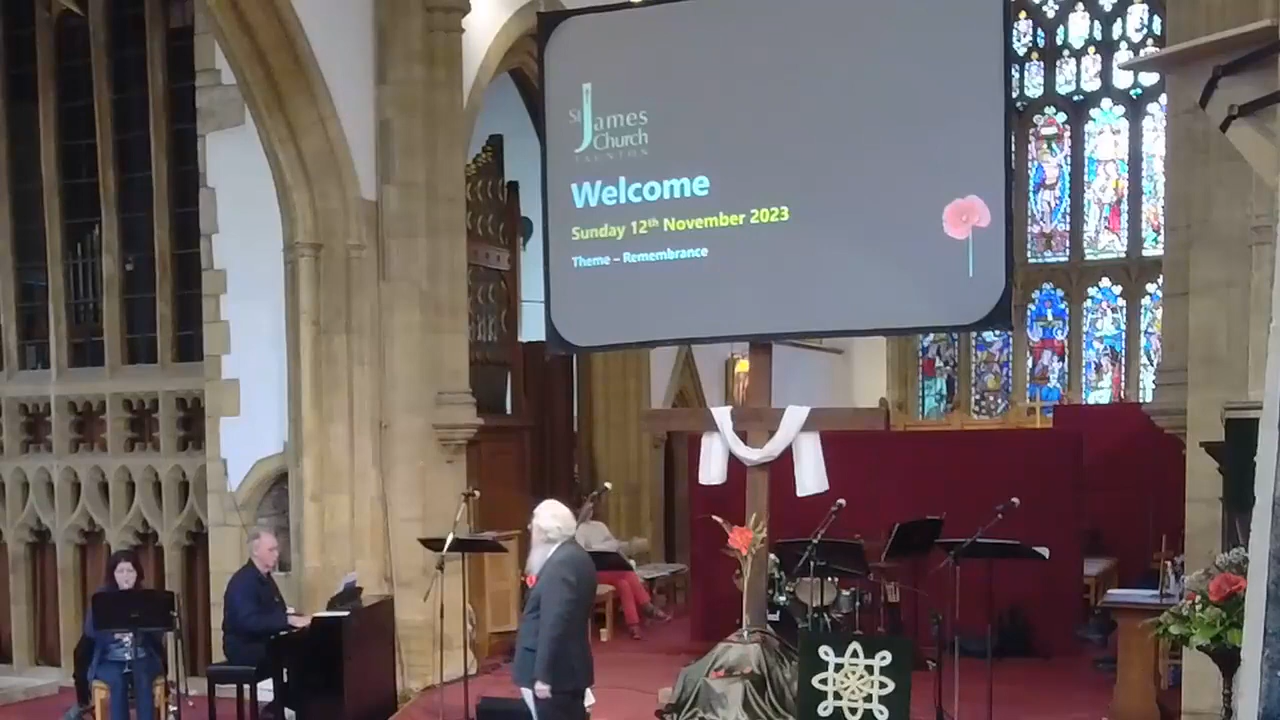 St James
Church
TAUNTON
Welcome
Sunday 12th November 2023
Theme – Remembrance